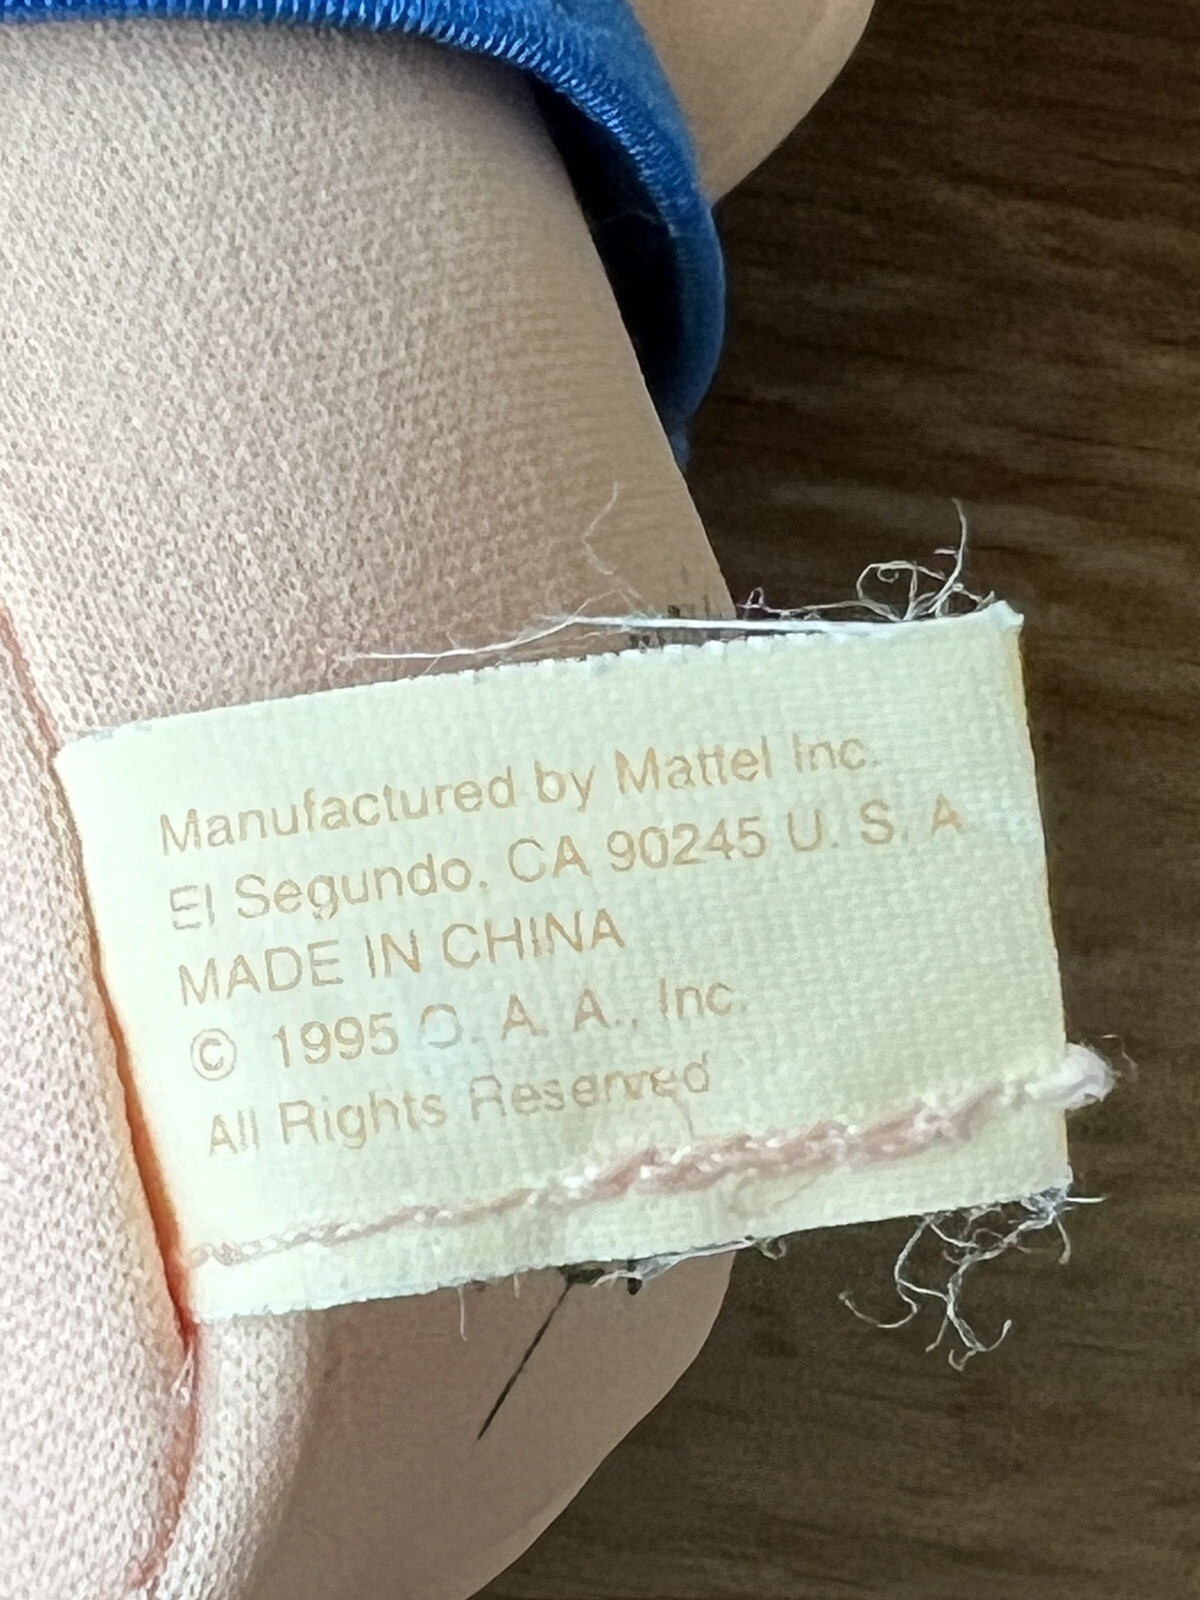 Manufactured by Mattel Inc.
El Segundo, CA 90245 U. S. A
MADE IN CHINA
© 1995 O. A. A., Inc.
All Rights Reserved